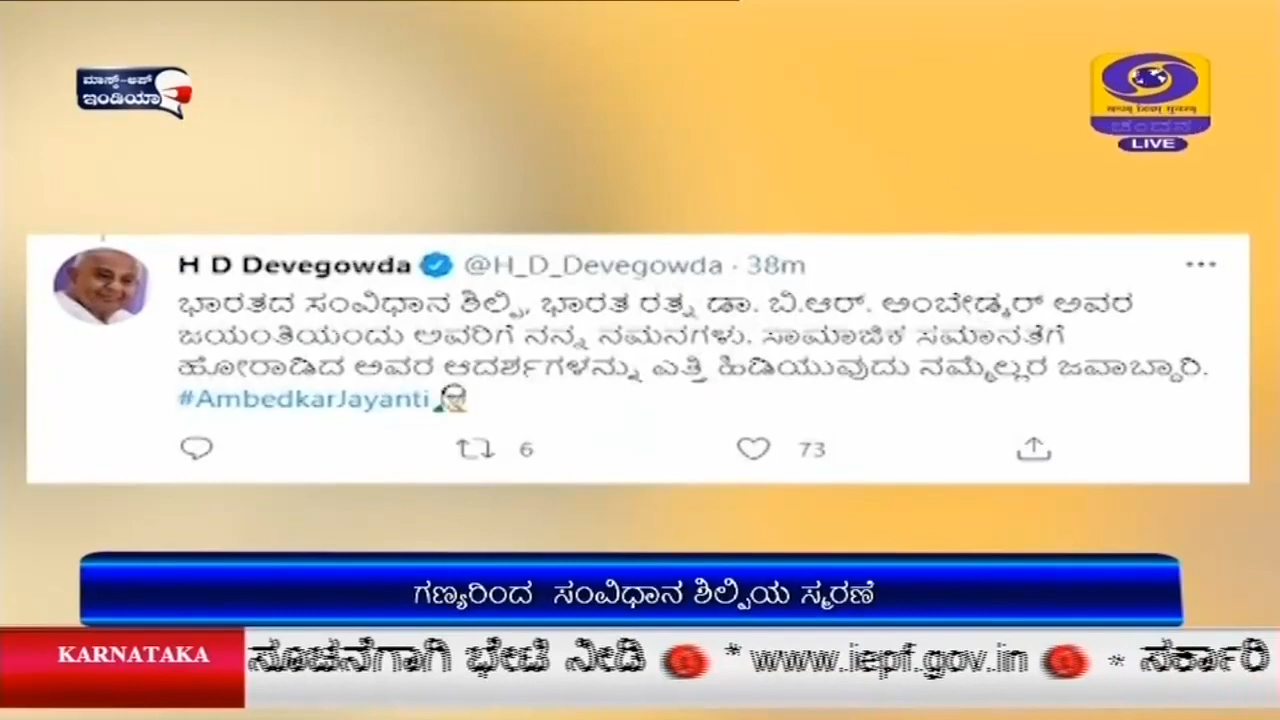 ಮಾಸ್ಕ್-ಅಪ್
ಇಂಡಿಯಾ
ಚಂದನ
LIVE
H D Devegowda @H_D_Devegowda · 38m
ಭಾರತದ ಸಂವಿಧಾನ ಶಿಲ್ಪಿ, ಭಾರತ ರತ್ನ ಡಾ. ಬಿ.ಆರ್. ಅಂಬೇಡ್ಕರ್ ಅವರ
ಜಯಂತಿಯಂದು ಅವರಿಗೆ ನನ್ನ ನಮನಗಳು. ಸಾಮಾಜಿಕ ಸಮಾನತೆಗೆ
ಹೋರಾಡಿದ ಅವರ ಆದರ್ಶಗಳನ್ನು ಎತ್ತಿ ಹಿಡಿಯುವುದು ನಮ್ಮೆಲ್ಲರ ಜವಾಬ್ದಾರಿ.
#AmbedkarJayanti
6 73
ಗಣ್ಯರಿಂದ ಸಂವಿಧಾನ ಶಿಲ್ಪಿಯ ಸ್ಮರಣೆ
KARNATAKA ಸೂಚನೆಗಾಗಿ ಭೇಟಿ ನೀಡಿ * www.iepf.gov.in * ಸರ್ಕಾರಿ